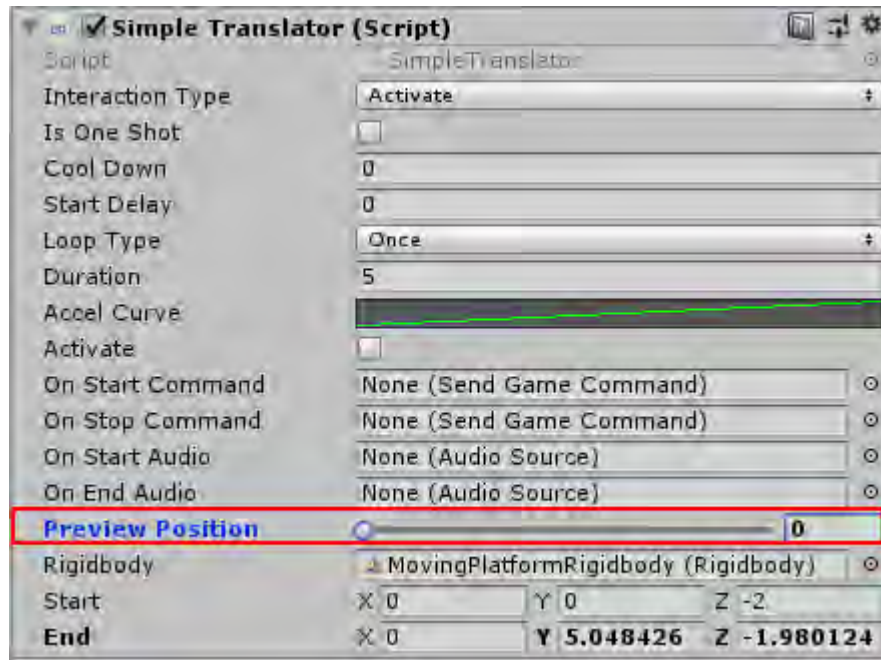 Simple Translator (Script)
Script SimpleTranslator
Interaction Type Activate
Is One Shot
Cool Down 0
Start Delay 0
Loop Type Once
Duration 5
Accel Curve
Activate
On Start Command None (Send Game Command)
On Stop Command None (Send Game Command)
On Start Audio None (Audio Source)
On End Audio None (Audio Source)
Preview Position 0
Rigidbody MovingPlatformRigidbody (Rigidbody)
Start X 0 Y 0 Z -2
End X 0 Y 5.048426 Z -1.980124